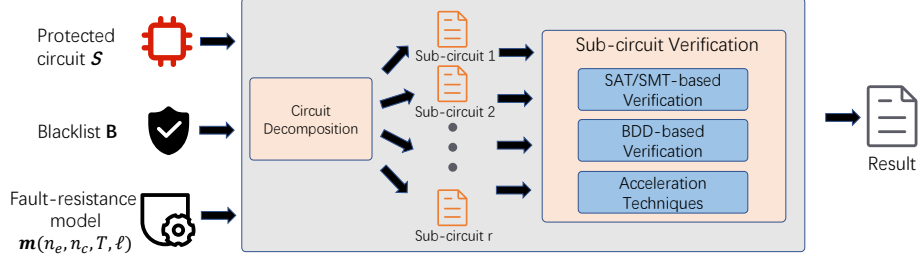 Protected
circuit S
Blacklist B
Fault-resistance
model
m(nₑ, n꜀, T, ℓ)
Circuit
Decomposition
Sub-circuit 1
Sub-circuit 2
Sub-circuit r
Sub-circuit Verification
SAT/SMT-based
Verification
BDD-based
Verification
Acceleration
Techniques
Result